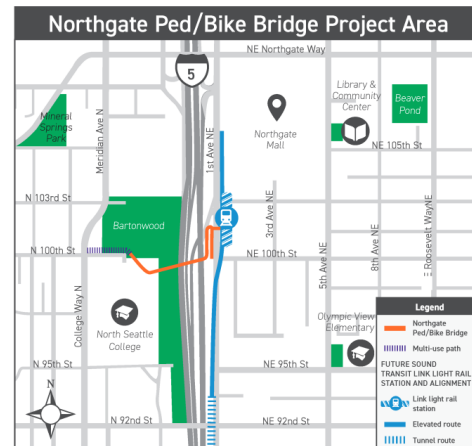 Northgate Ped/Bike Bridge Project Area
NE Northgate Way
5
Library &
Community
Center
Beaver
Pond
Mineral
Springs
Park
Meridian Ave N
1st Ave NE
Northgate
Mall
NE 105th St
N 103rd St
Bartonwood
3rd Ave NE
5th Ave NE
8th Ave NE
Roosevelt WayNE
N 100th St
NE 100th St
College Way N
North Seattle
College
Olympic View
Elementary
N 95th St
NE 95th St
N
N 92nd St
NE 92nd St
Legend
Northgate
Ped/Bike Bridge
Multi-use path
FUTURE SOUND
TRANSIT LINK LIGHT RAIL
STATION AND ALIGNMENT
Link light rail
station
Elevated route
Tunnel route